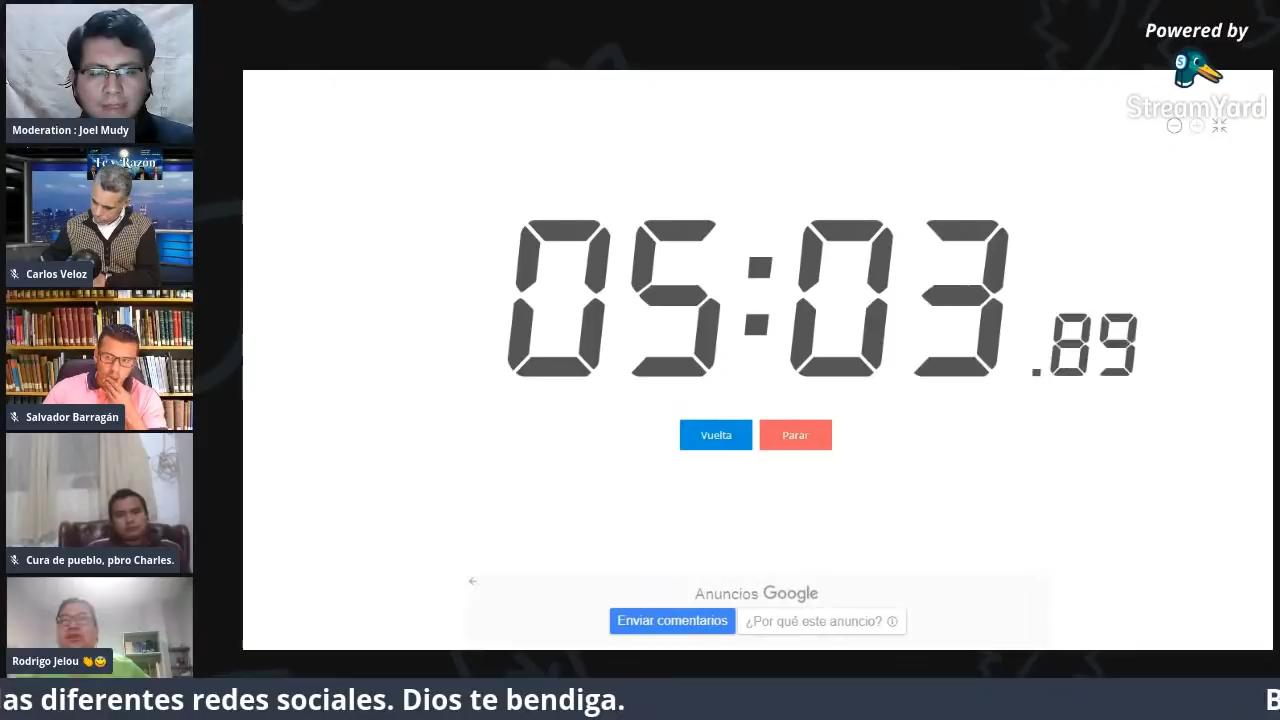 Powered by
StreamYard
Moderation : Joel Mudy
Fe y Razón
Carlos Veloz
Salvador Barragán
Cura de pueblo, pbro Charles.
Rodrigo Jelou 👏😊
05:03.89
Vuelta
Parar
Anuncios Google
Enviar comentarios
¿Por qué este anuncio?
las diferentes redes sociales. Dios te bendiga.
B